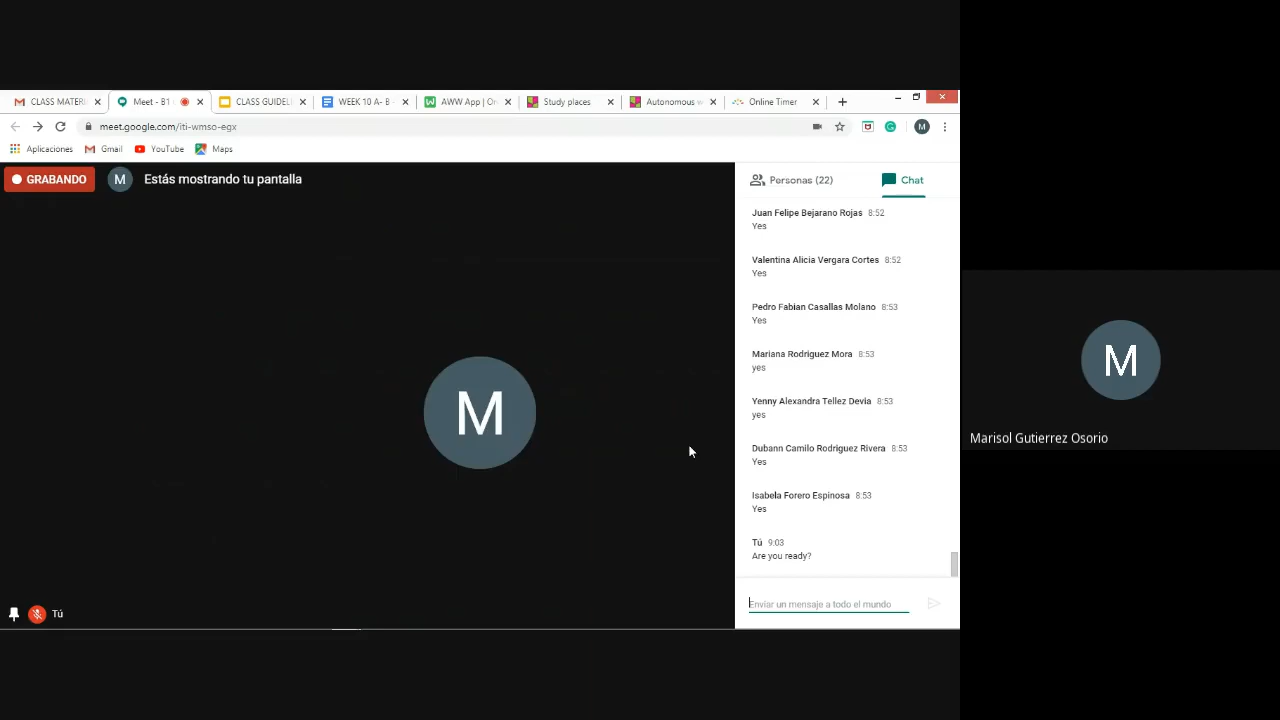 CLASS MATERI
Meet - B1
CLASS GUIDEL
WEEK 10 A- B
AWW App | On
Study places
Autonomous w
Online Timer
meet.google.com/iti-wmso-egx
M
Aplicaciones
Gmail
YouTube
Maps
GRABANDO
M
Estás mostrando tu pantalla
Personas (22)
Chat
Juan Felipe Bejarano Rojas 8:52
Yes
Valentina Alicia Vergara Cortes 8:52
Yes
Pedro Fabian Casallas Molano 8:53
Yes
Mariana Rodriguez Mora 8:53
yes
Yenny Alexandra Tellez Devia 8:53
yes
Dubann Camilo Rodriguez Rivera 8:53
Yes
Isabela Forero Espinosa 8:53
Yes
Tú 9:03
Are you ready?
Enviar un mensaje a todo el mundo
M
Tú
M
Marisol Gutierrez Osorio